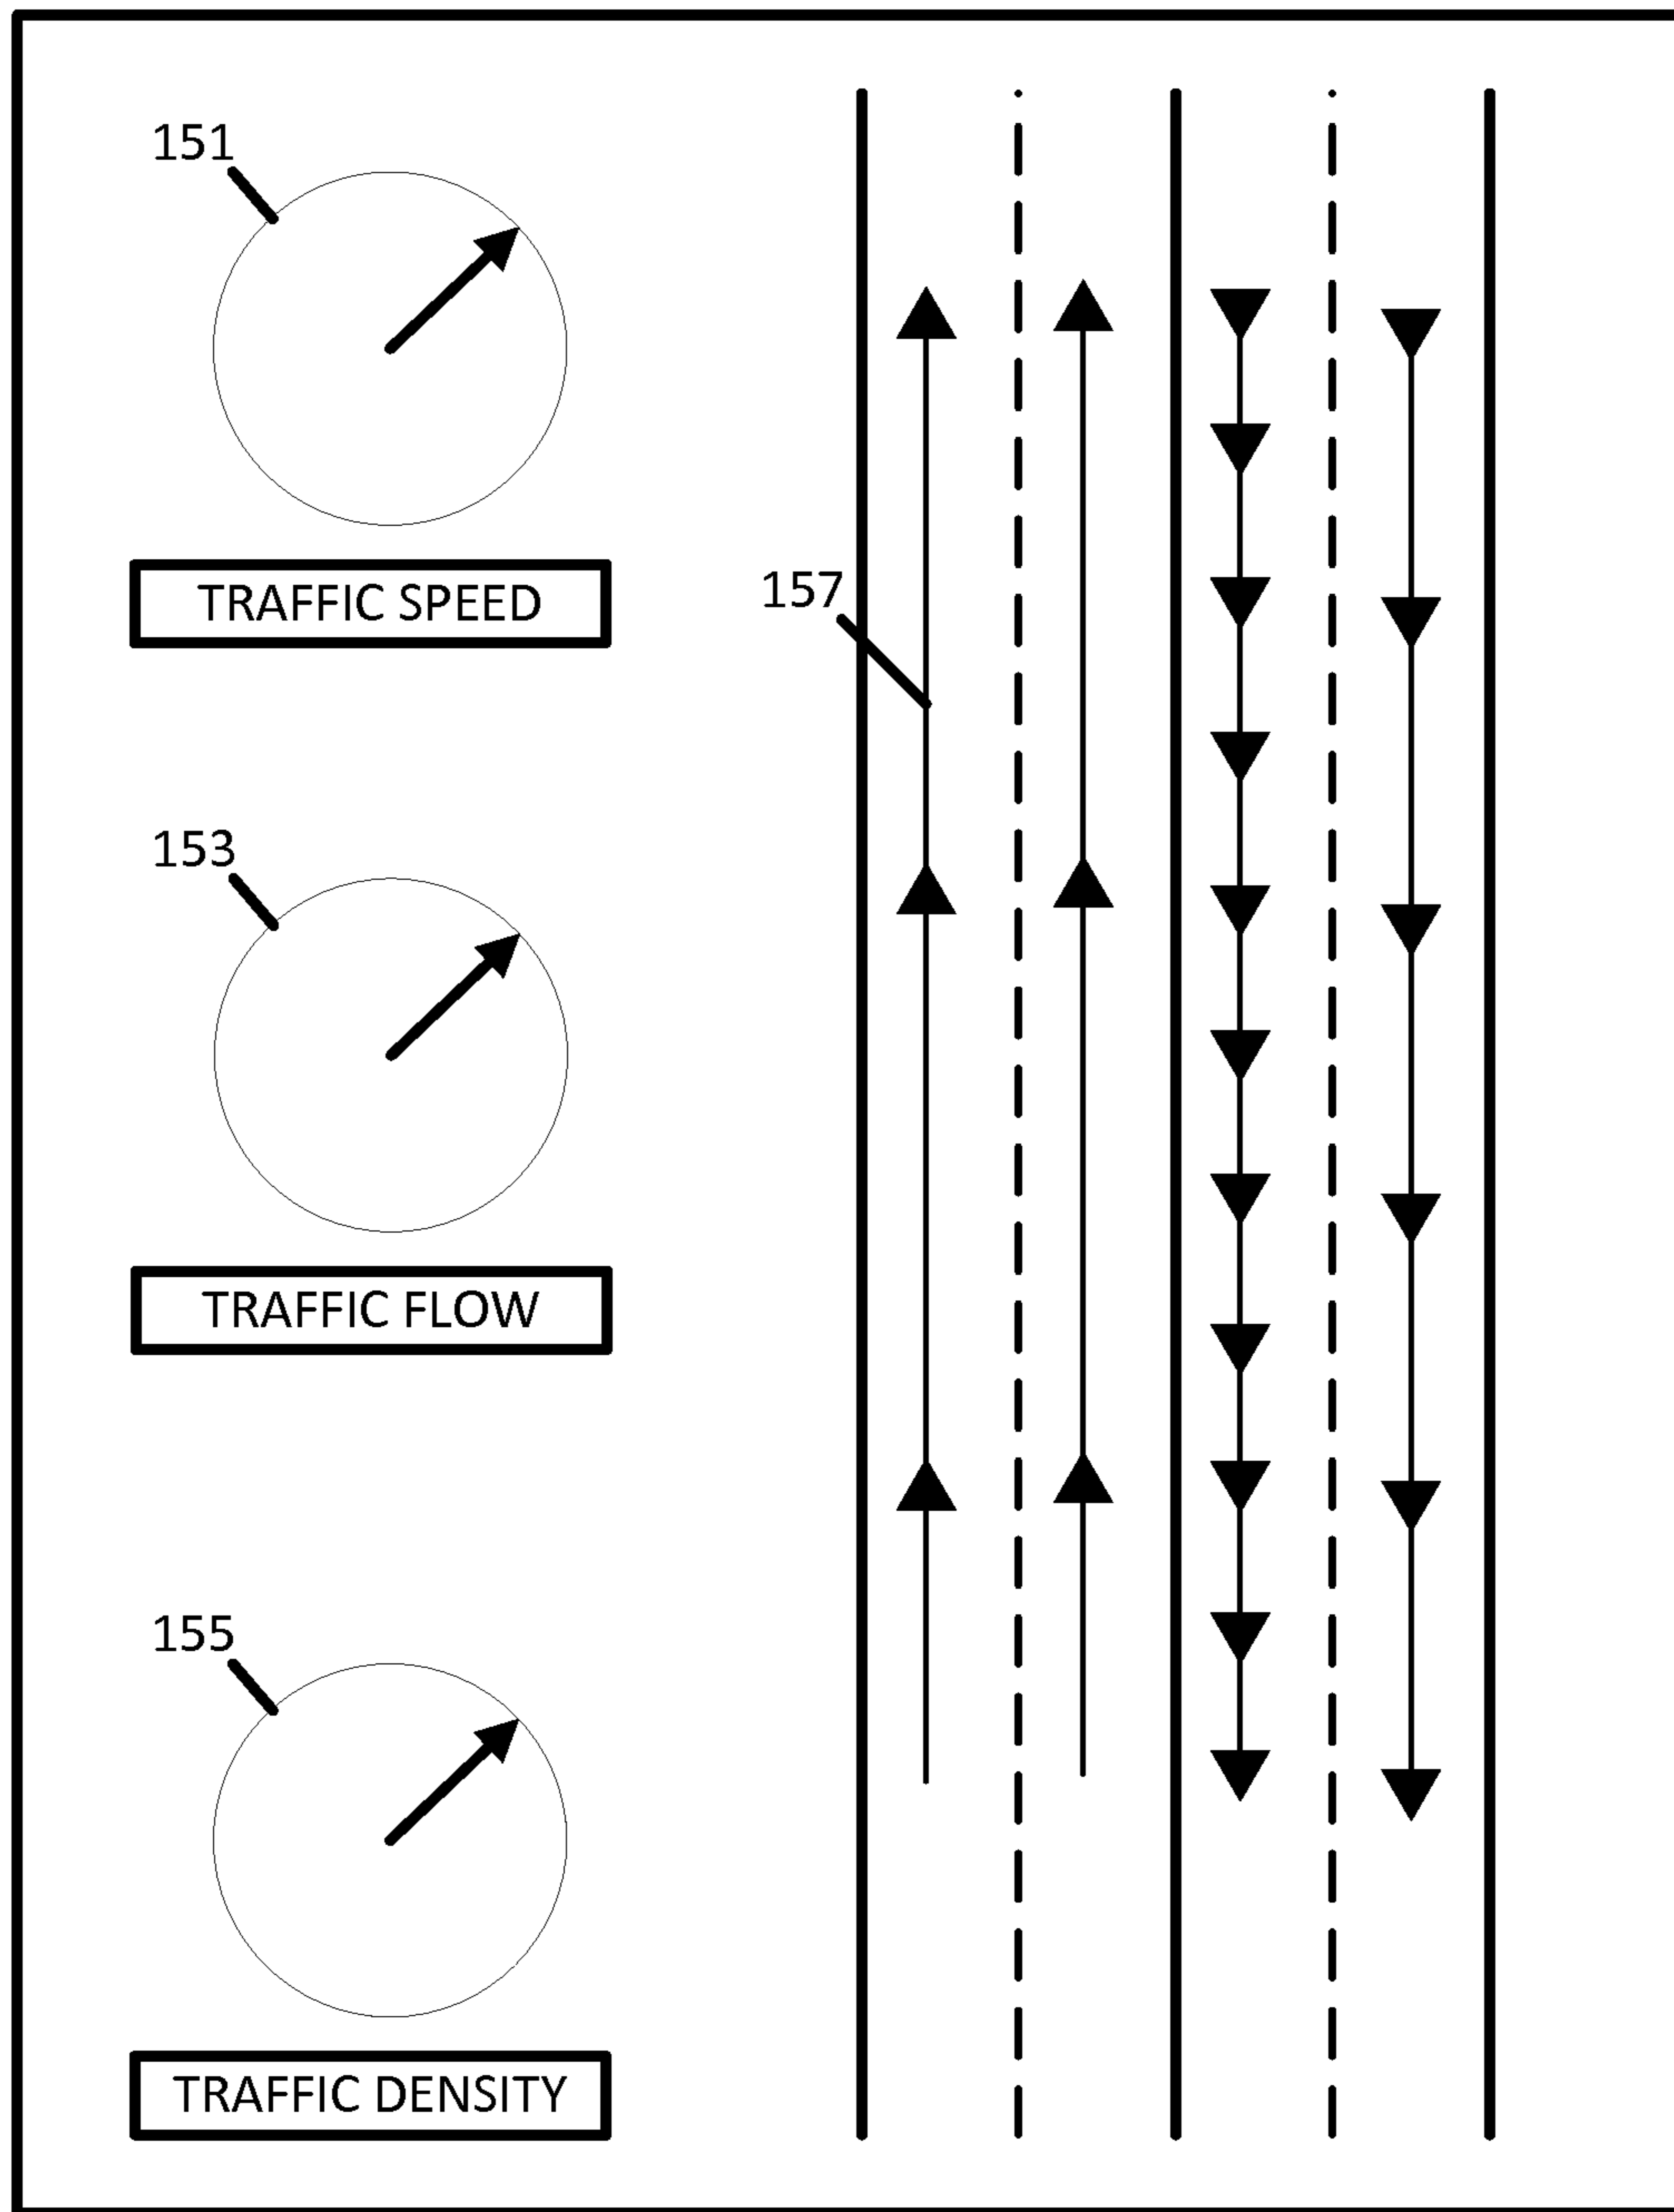 151
TRAFFIC SPEED
157
153
TRAFFIC FLOW
155
TRAFFIC DENSITY